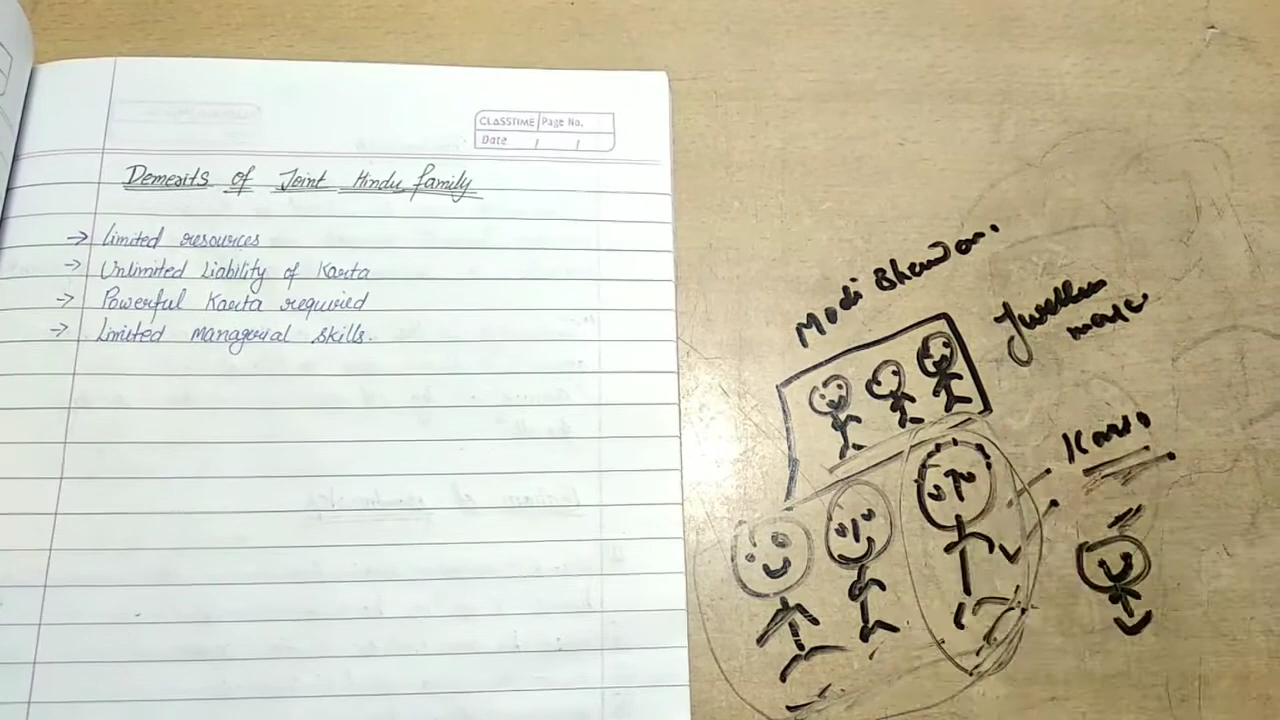 CLASSTIME Page No.
Date / /
Demerits of Joint Hindu family
→ Limited resources
→ Unlimited Liability of Karta
→ Powerful Karta required
→ Limited managerial skills.
Modi Bhawan.
Karta